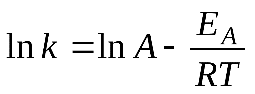 ln k = ln A - E_A / RT